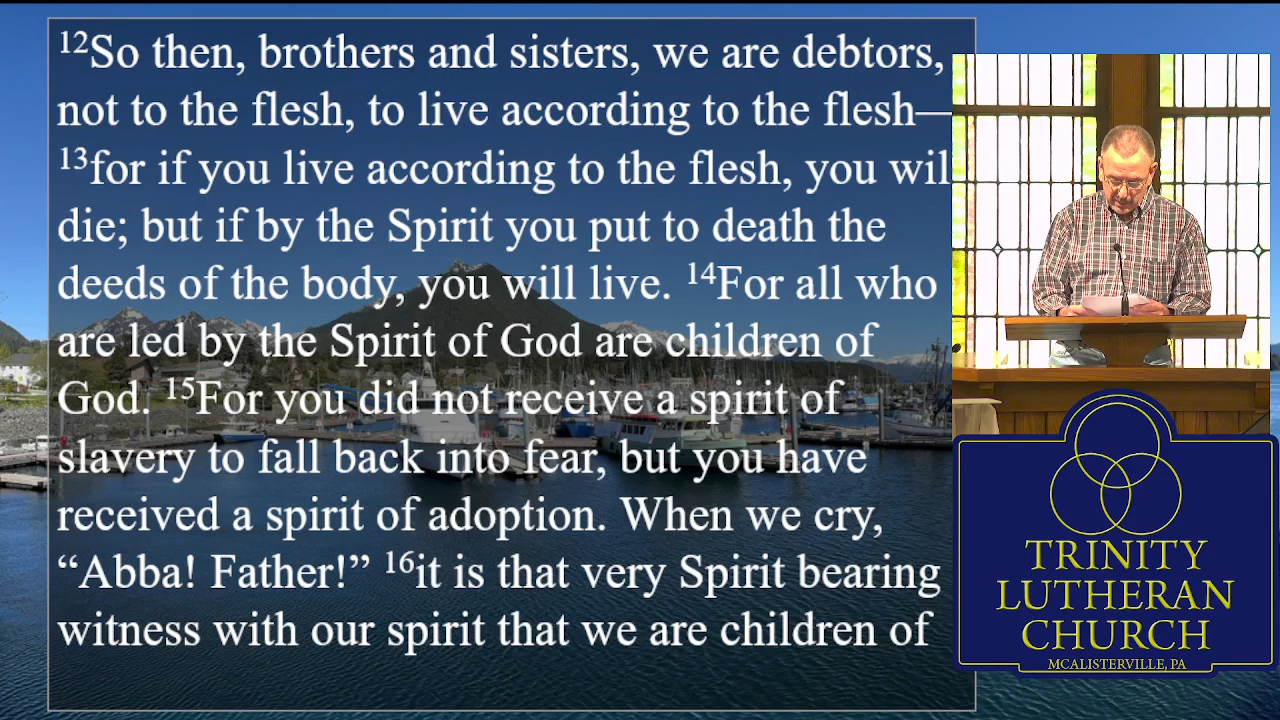 ¹²So then, brothers and sisters, we are debtors,
not to the flesh, to live according to the flesh—
¹³for if you live according to the flesh, you wil
die; but if by the Spirit you put to death the
deeds of the body, you will live. ¹⁴For all who
are led by the Spirit of God are children of
God. ¹⁵For you did not receive a spirit of
slavery to fall back into fear, but you have
received a spirit of adoption. When we cry,
“Abba! Father!” ¹⁶it is that very Spirit bearing
witness with our spirit that we are children of
TRINITY
LUTHERAN
CHURCH
MCALISTERVILLE, PA